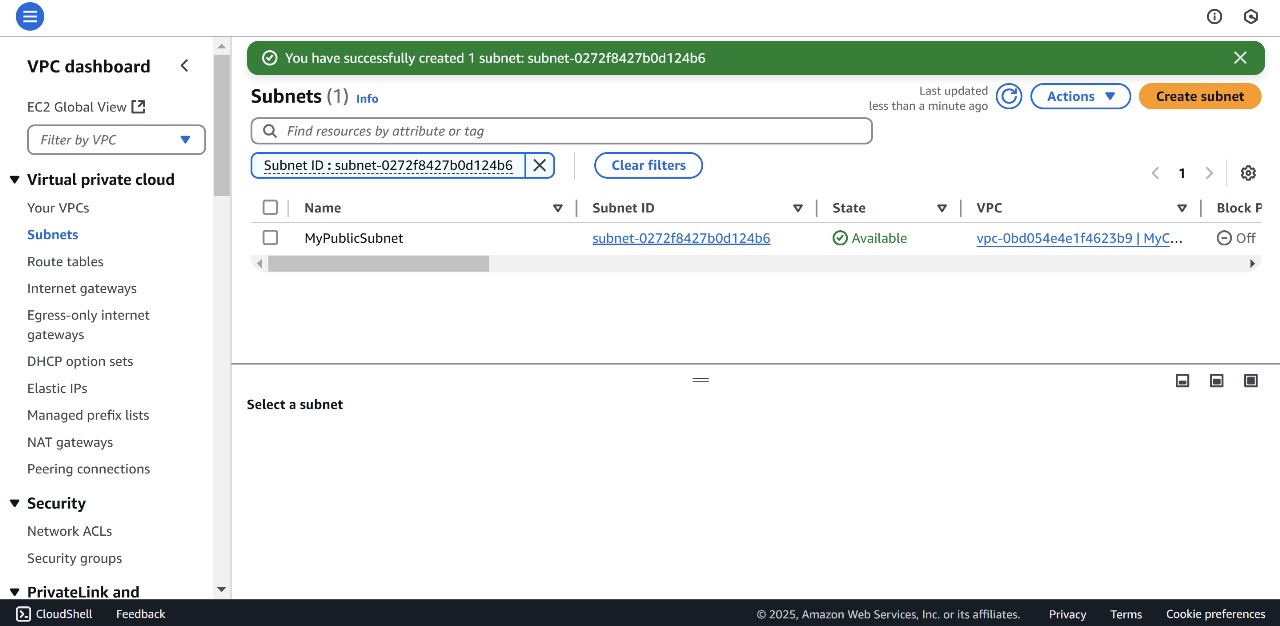 You have successfully created 1 subnet: subnet-0272f8427b0d124b6
VPC dashboard
EC2 Global View
Filter by VPC
Virtual private cloud
Your VPCs
Subnets
Route tables
Internet gateways
Egress-only internet
gateways
DHCP option sets
Elastic IPs
Managed prefix lists
NAT gateways
Peering connections
Security
Network ACLs
Security groups
PrivateLink and
Subnets (1) Info
Last updated
less than a minute ago
Actions
Create subnet
Find resources by attribute or tag
Subnet ID : subnet-0272f8427b0d124b6
Clear filters
1
Name Subnet ID State VPC Block P
MyPublicSubnet subnet-0272f8427b0d124b6 Available vpc-0bd054e4e1f4623b9 | MyC... Off
Select a subnet
CloudShell Feedback © 2025, Amazon Web Services, Inc. or its affiliates. Privacy Terms Cookie preferences